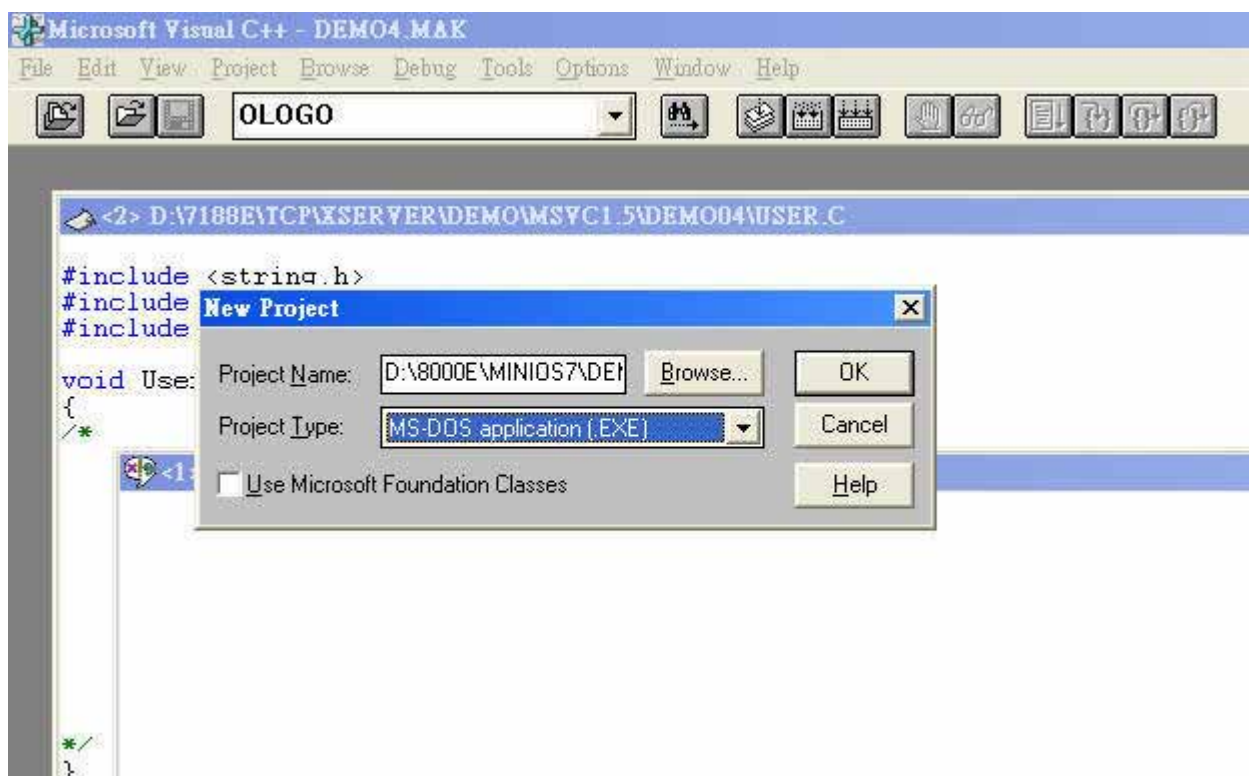 Microsoft Visual C++ - DEMO4.MAK
File Edit View Project Browse Debug Tools Options Window Help
OLOGO
<2> D:\7188E\TCP\XSERVER\DEMO\MSVC1.5\DEMO04\USER.C
#include <string.h>
#include
#include
New Project
Project Name: D:\8000E\MINIOS7\DE Browse... OK
void Use
{
Project Type: MS-DOS application (.EXE) Cancel
/*
<1
Use Microsoft Foundation Classes Help
*/
}